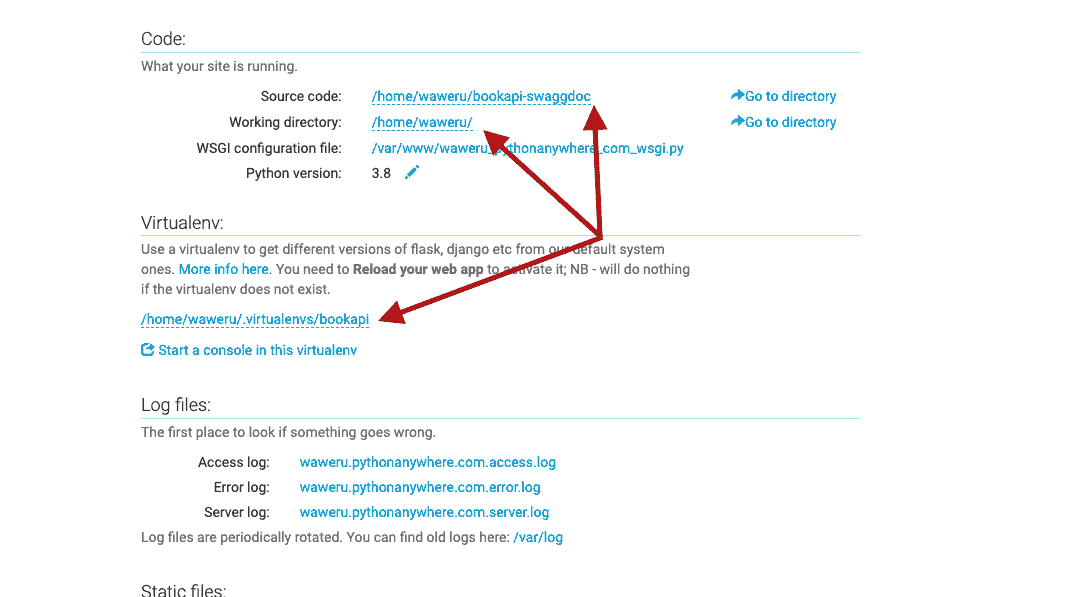 Code:
What your site is running.
Source code: /home/waweru/bookapi-swaggdoc Go to directory
Working directory: /home/waweru/ Go to directory
WSGI configuration file: /var/www/waweru_pythonanywhere_com_wsgi.py
Python version: 3.8
Virtualenv:
Use a virtualenv to get different versions of flask, django etc from our default system
ones. More info here. You need to Reload your web app to activate it; NB - will do nothing
if the virtualenv does not exist.
/home/waweru/.virtualenvs/bookapi
Start a console in this virtualenv
Log files:
The first place to look if something goes wrong.
Access log: waweru.pythonanywhere.com.access.log
Error log: waweru.pythonanywhere.com.error.log
Server log: waweru.pythonanywhere.com.server.log
Log files are periodically rotated. You can find old logs here: /var/log
Static files: